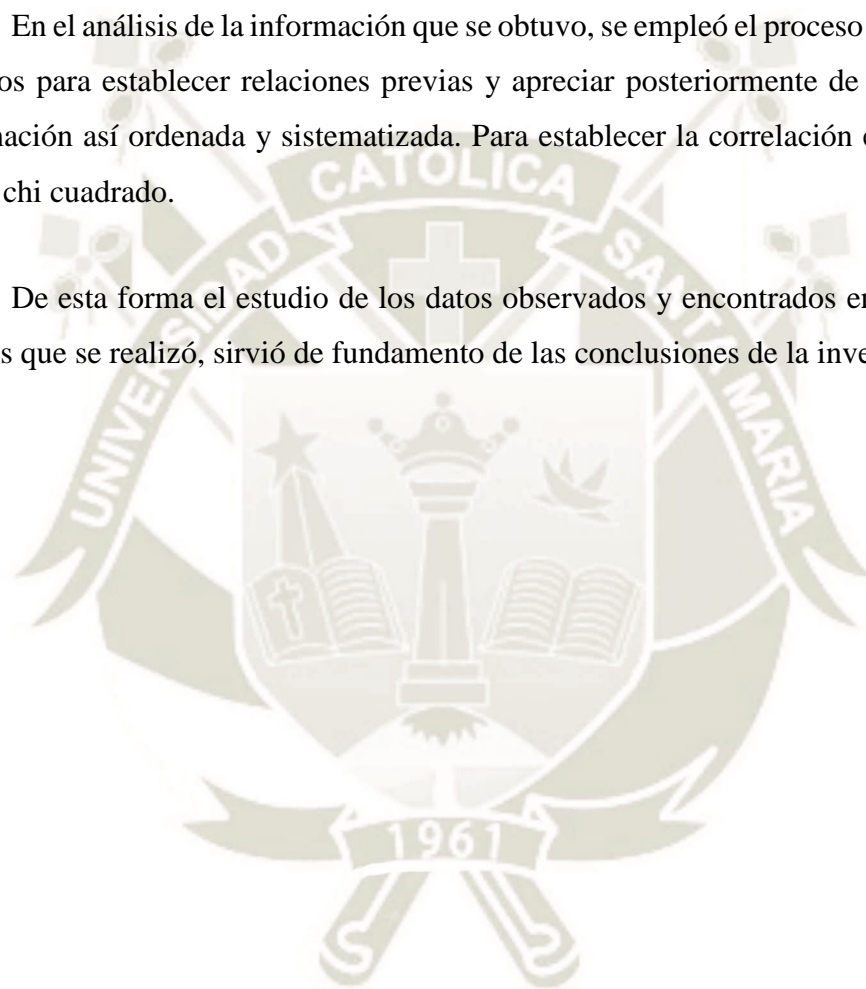 En el análisis de la información que se obtuvo, se empleó el proceso
os para establecer relaciones previas y apreciar posteriormente de
nación así ordenada y sistematizada. Para establecer la correlación
chi cuadrado.
De esta forma el estudio de los datos observados y encontrados en
s que se realizó, sirvió de fundamento de las conclusiones de la inve
UNIVERSIDAD CATOLICA SANTA MARIA
1961